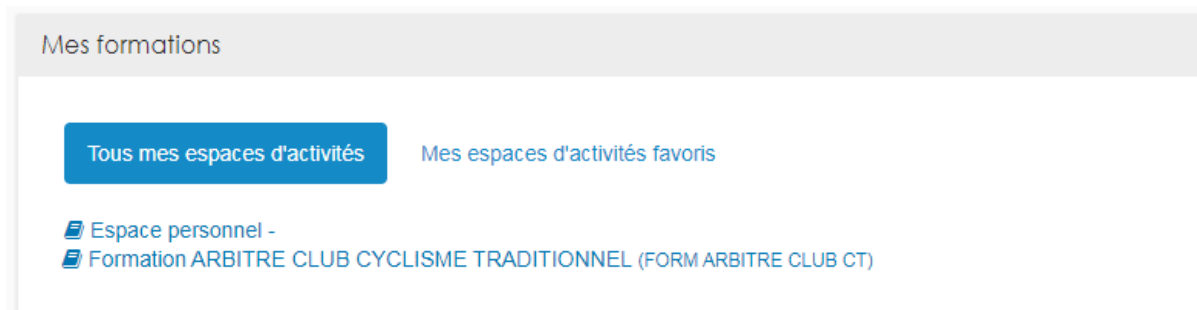 Mes formations
Tous mes espaces d'activités
Mes espaces d'activités favoris
Espace personnel -
Formation ARBITRE CLUB CYCLISME TRADITIONNEL (FORM ARBITRE CLUB CT)